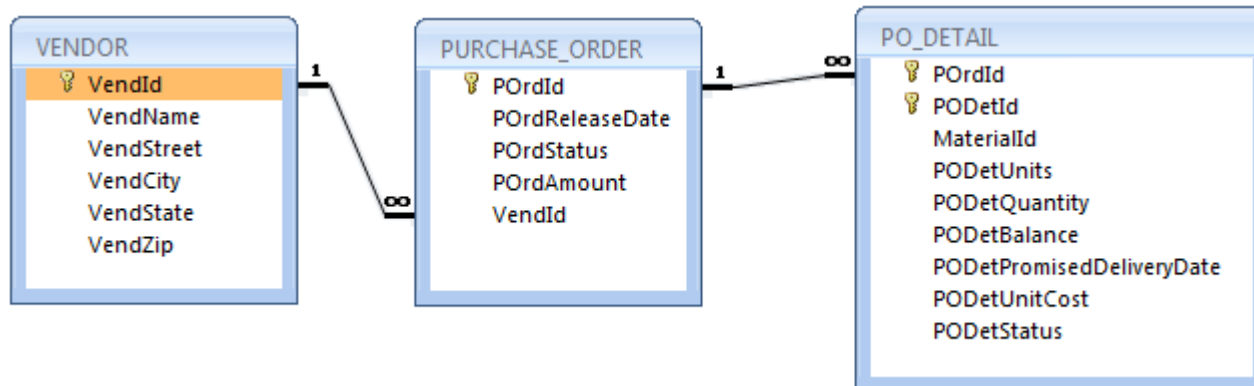 VENDOR
VendId
VendName
VendStreet
VendCity
VendState
VendZip
1
∞
PURCHASE_ORDER
POrdId
POrdReleaseDate
POrdStatus
POrdAmount
VendId
1
∞
PO_DETAIL
POrdId
PODetId
MaterialId
PODetUnits
PODetQuantity
PODetBalance
PODetPromisedDeliveryDate
PODetUnitCost
PODetStatus